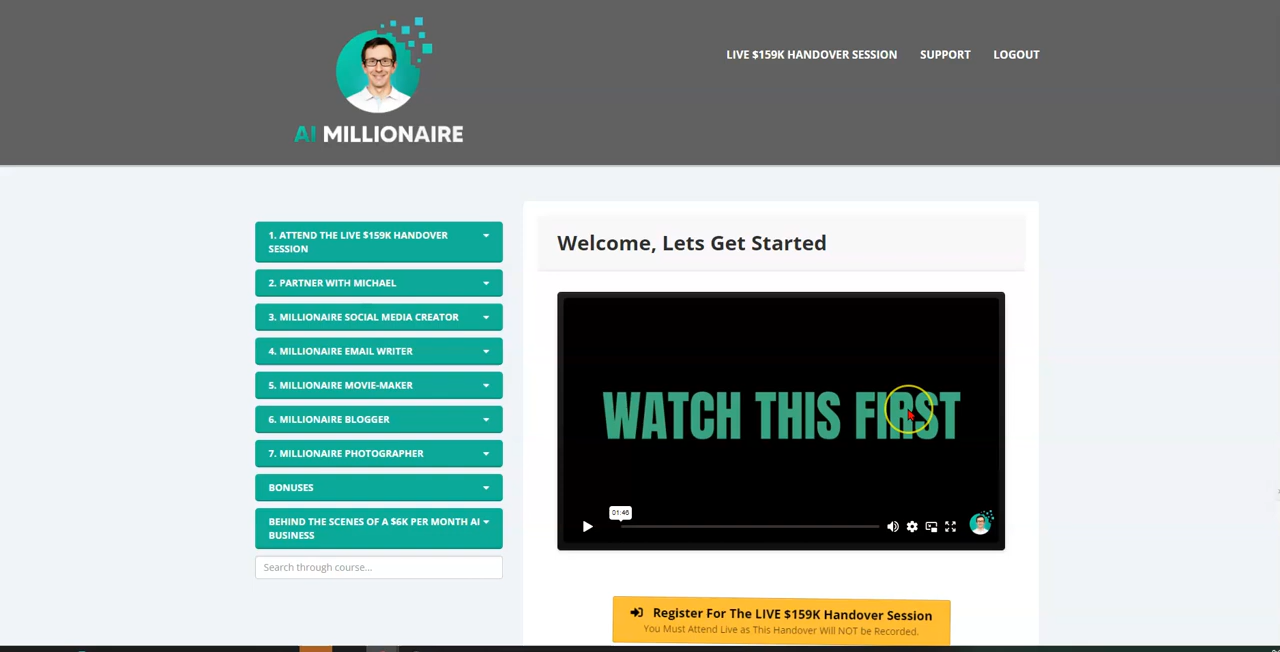 LIVE $159K HANDOVER SESSION
SUPPORT
LOGOUT
AI MILLIONAIRE
1. ATTEND THE LIVE $159K HANDOVER
SESSION
2. PARTNER WITH MICHAEL
3. MILLIONAIRE SOCIAL MEDIA CREATOR
4. MILLIONAIRE EMAIL WRITER
5. MILLIONAIRE MOVIE-MAKER
6. MILLIONAIRE BLOGGER
7. MILLIONAIRE PHOTOGRAPHER
BONUSES
BEHIND THE SCENES OF A $6K PER MONTH AI
BUSINESS
Search through course...
Welcome, Lets Get Started
WATCH THIS FIRST
01:46
Register For The LIVE $159K Handover Session
You Must Attend Live as This Handover Will NOT be Recorded.